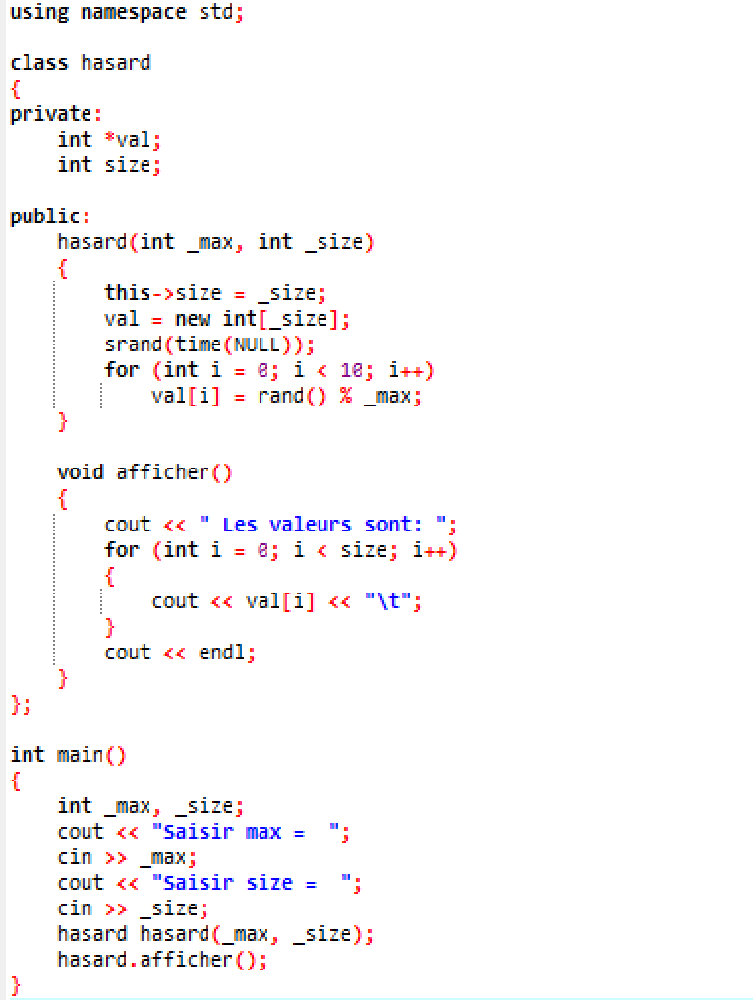 using namespace std;
class hasard
{
private:
    int *val;
    int size;
public:
    hasard(int _max, int _size)
    {
        this->size = _size;
        val = new int[_size];
        srand(time(NULL));
        for (int i = 0; i < 10; i++)
            val[i] = rand() % _max;
    }
    void afficher()
    {
        cout << " Les valeurs sont: ";
        for (int i = 0; i < size; i++)
        {
            cout << val[i] << "\t";
        }
        cout << endl;
    }
};
int main()
{
    int _max, _size;
    cout << "Saisir max =  ";
    cin >> _max;
    cout << "Saisir size =  ";
    cin >> _size;
    hasard hasard(_max, _size);
    hasard.afficher();
}